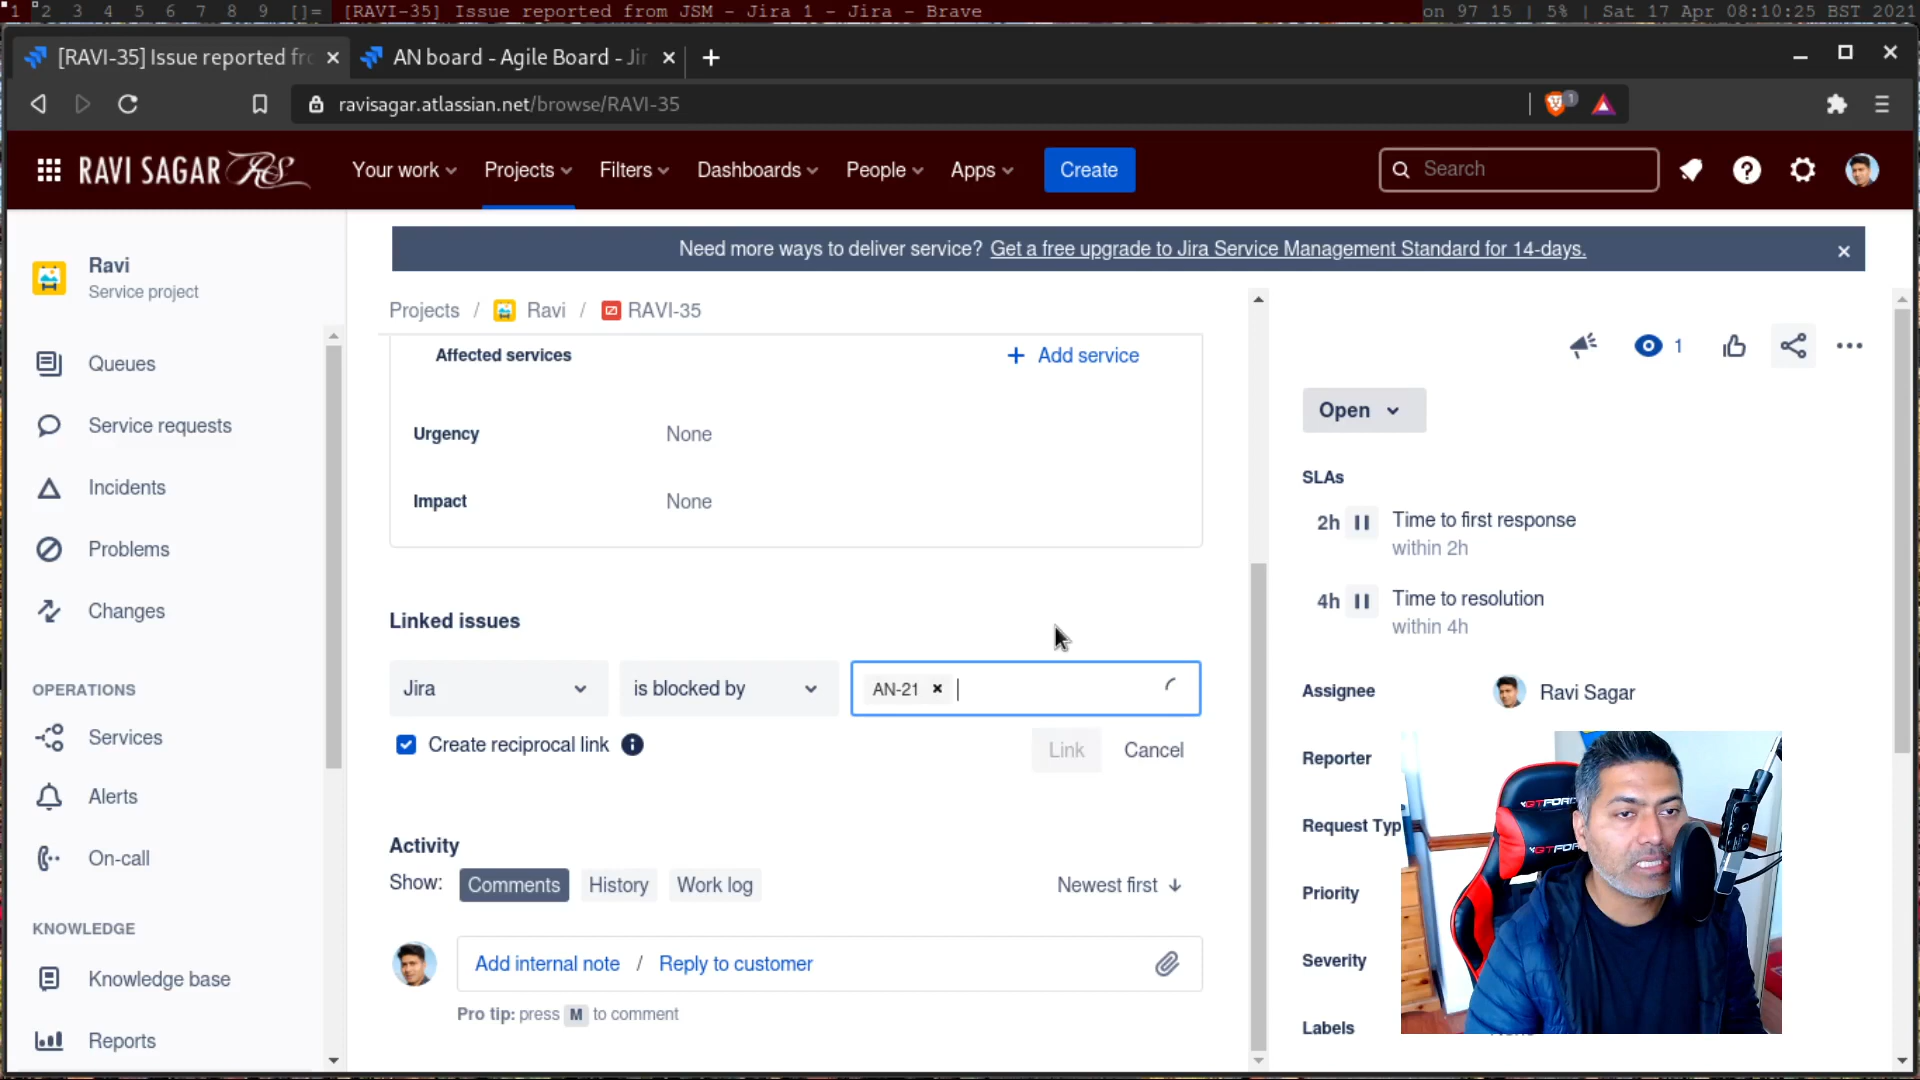 1 2 3 4 5 6 7 8 9 []= [RAVI-35] Issue reported from JSM - Jira 1 - Jira - Brave
on 97 15 | 5% | Sat 17 Apr 08:10:25 BST 2021
[RAVI-35] Issue reported fro
AN board - Agile Board - Jir
ravisagar.atlassian.net/browse/RAVI-35
1
RAVI SAGAR RS
Your work
Projects
Filters
Dashboards
People
Apps
Create
Search
Need more ways to deliver service? Get a free upgrade to Jira Service Management Standard for 14-days.
Ravi
Service project
Queues
Service requests
Incidents
Problems
Changes
OPERATIONS
Services
Alerts
On-call
KNOWLEDGE
Knowledge base
Reports
Projects / Ravi / RAVI-35
Affected services
+ Add service
Urgency None
Impact None
Linked issues
Jira
is blocked by
AN-21
Create reciprocal link
Link Cancel
Activity
Show: Comments History Work log
Newest first
Add internal note / Reply to customer
Pro tip: press M to comment
1
Open
SLAs
2h Time to first response
within 2h
4h Time to resolution
within 4h
Assignee Ravi Sagar
Reporter
Request Typ
Priority
Severity
Labels
GTFORC
GTFOR